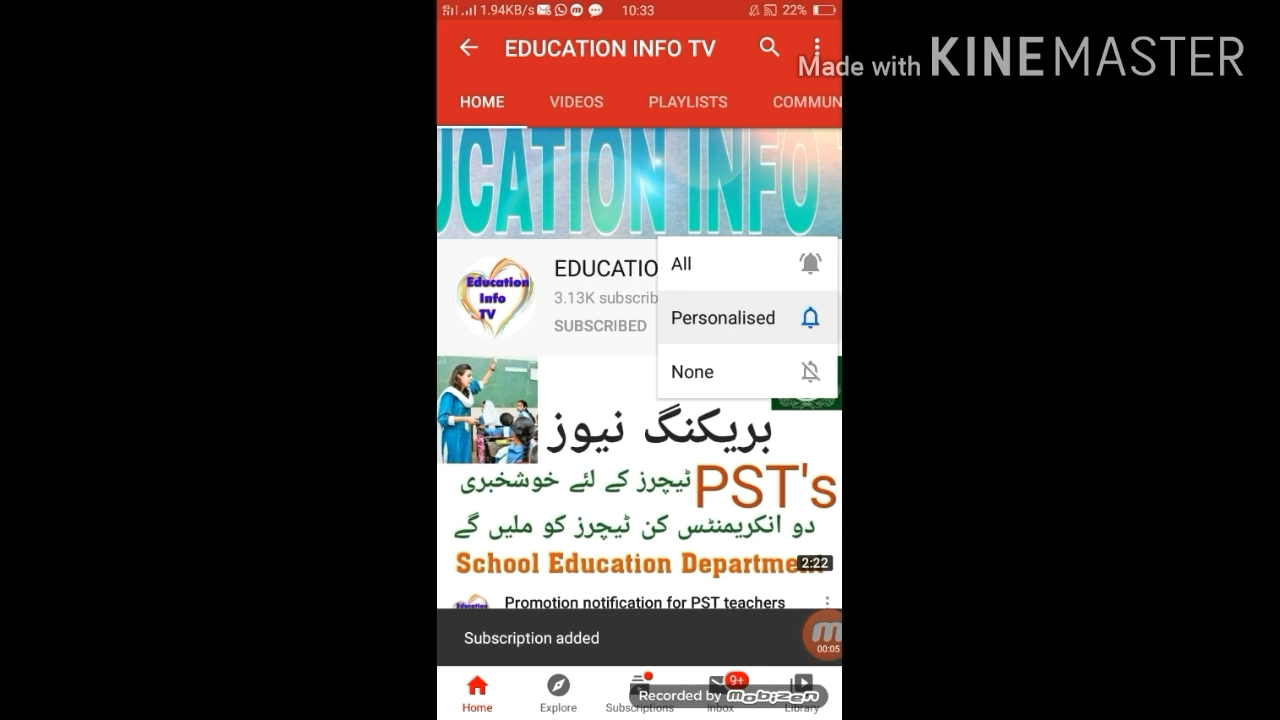 1.94KB/s 10:33 22%
Made with KINEMASTER
EDUCATION INFO TV
HOME VIDEOS PLAYLISTS COMMUN
UCATION INFO
Education
Info
TV
EDUCATIO
3.13K subscrib
SUBSCRIBED
All
Personalised
None
بریکنگ نیوز
PST's ٹیچرز کے لئے خوشخبری
دو انکریمنٹس کن ٹیچرز کو ملیں گے
School Education Departme
2:22
Education
Promotion notification for PST teachers
Subscription added
00:05
9+
Home Explore Subscriptions Inbox Library
Recorded by mobizen